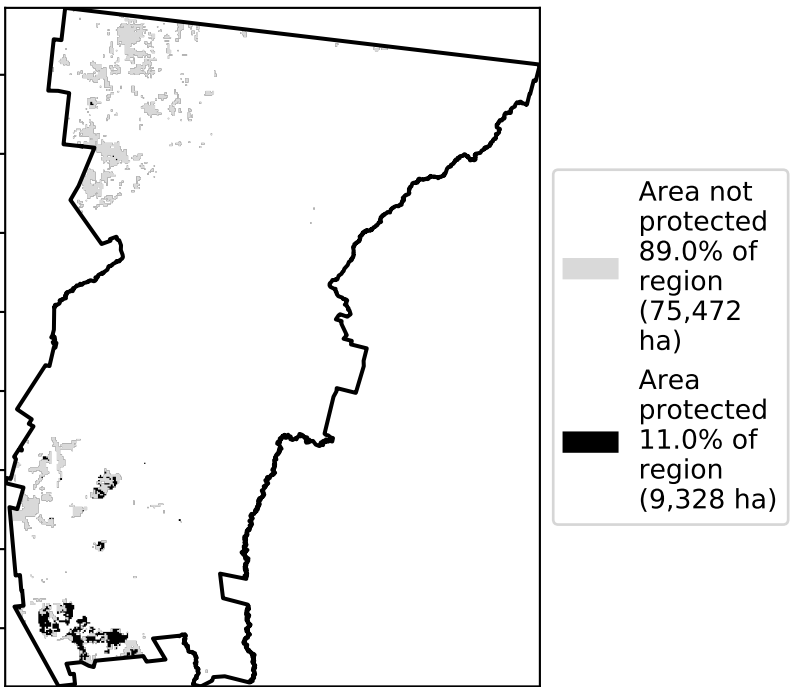 Area not
protected
89.0% of
region
(75,472
ha)
Area
protected
11.0% of
region
(9,328 ha)